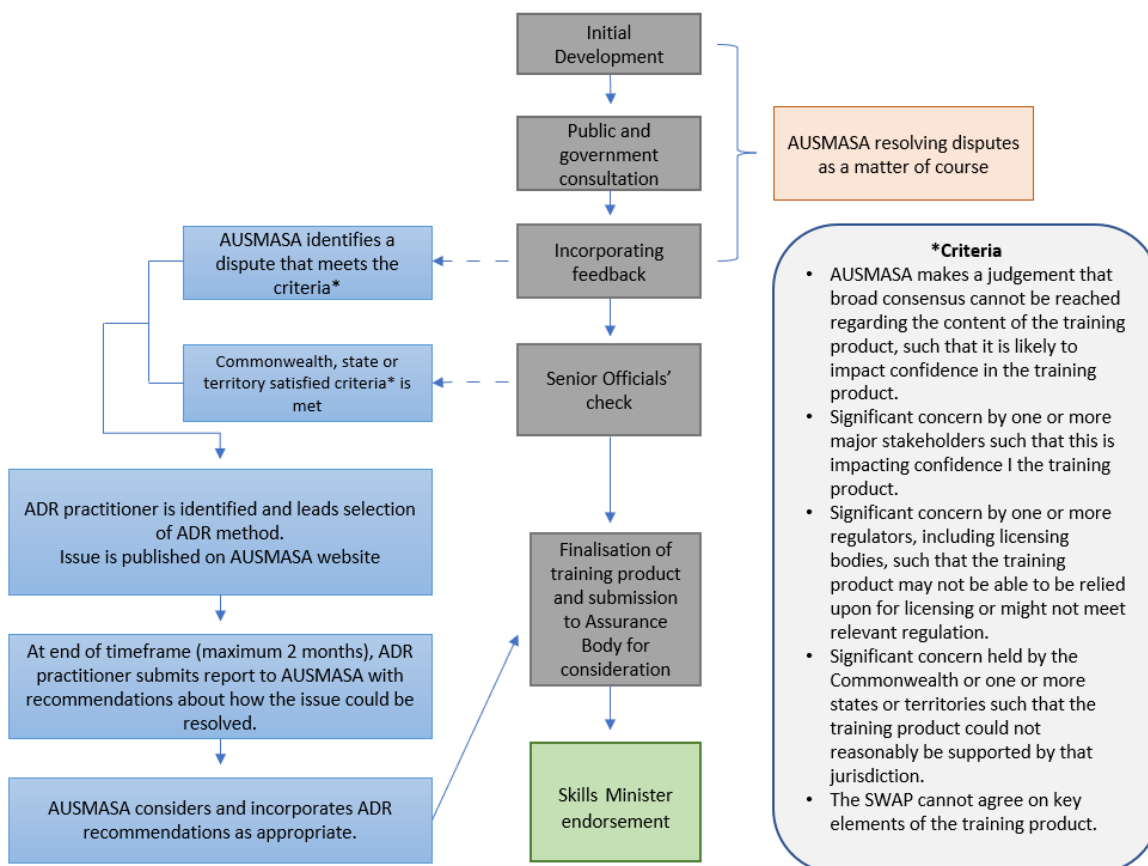 Initial
Development
Public and
government
consultation
AUSMASA resolving disputes
as a matter of course
AUSMASA identifies a
dispute that meets the
criteria*
Incorporating
feedback
Commonwealth, state or
territory satisfied criteria* is
met
Senior Officials'
check
ADR practitioner is identified and leads selection
of ADR method.
Issue is published on AUSMASA website
At end of timeframe (maximum 2 months), ADR
practitioner submits report to AUSMASA with
recommendations about how the issue could be
resolved.
AUSMASA considers and incorporates ADR
recommendations as appropriate.
Finalisation of
training product
and submission
to Assurance
Body for
consideration
Skills Minister
endorsement
*Criteria
• AUSMASA makes a judgement that
broad consensus cannot be reached
regarding the content of the training
product, such that it is likely to
impact confidence in the training
product.
• Significant concern by one or more
major stakeholders such that this is
impacting confidence I the training
product.
• Significant concern by one or more
regulators, including licensing
bodies, such that the training
product may not be able to be relied
upon for licensing or might not meet
relevant regulation.
• Significant concern held by the
Commonwealth or one or more
states or territories such that the
training product could not
reasonably be supported by that
jurisdiction.
• The SWAP cannot agree on key
elements of the training product.